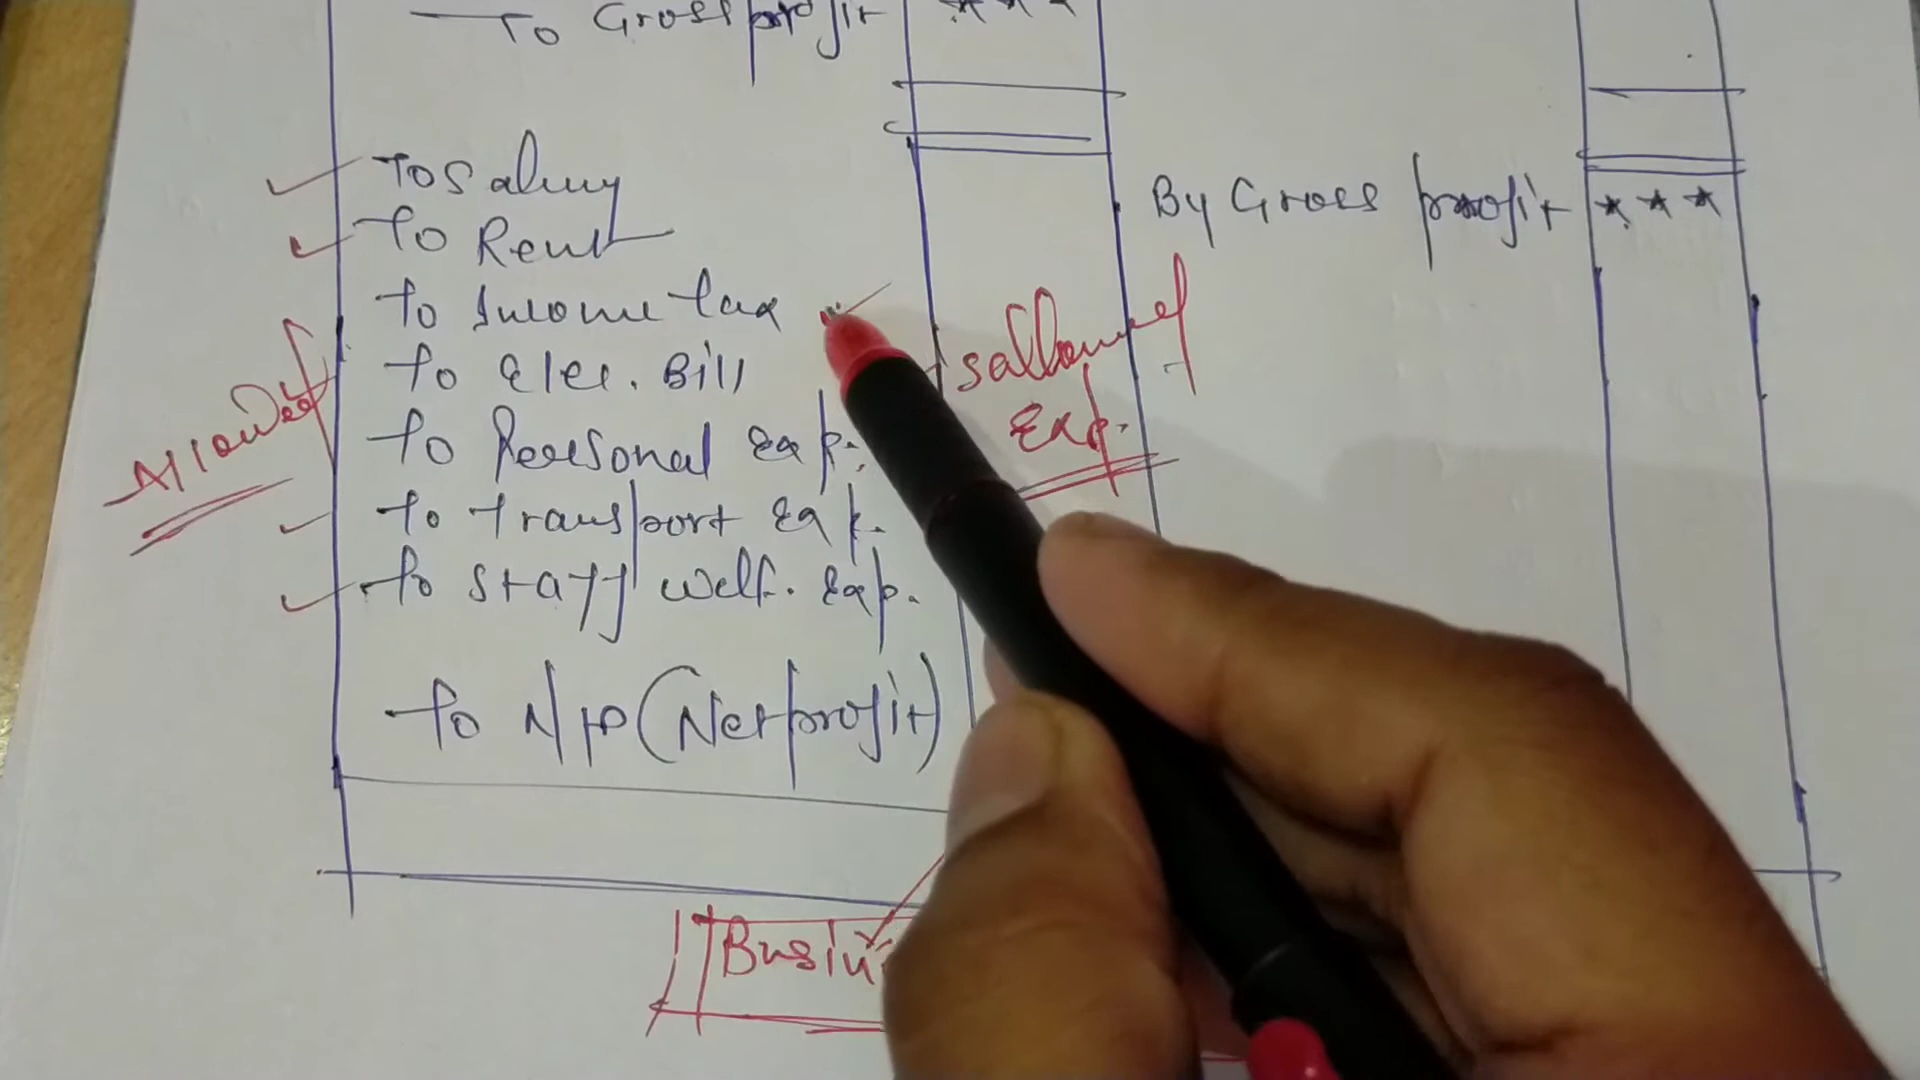 To Gross profit ***
To Salary
By Gross profit ***
To Rent
To Income tax
To Elec. Bill
Allowed
sallowed
Exp.
To Personal Exp.
To transport Exp.
To Staff Welf. Exp.
To N/P (Net profit)
Busin